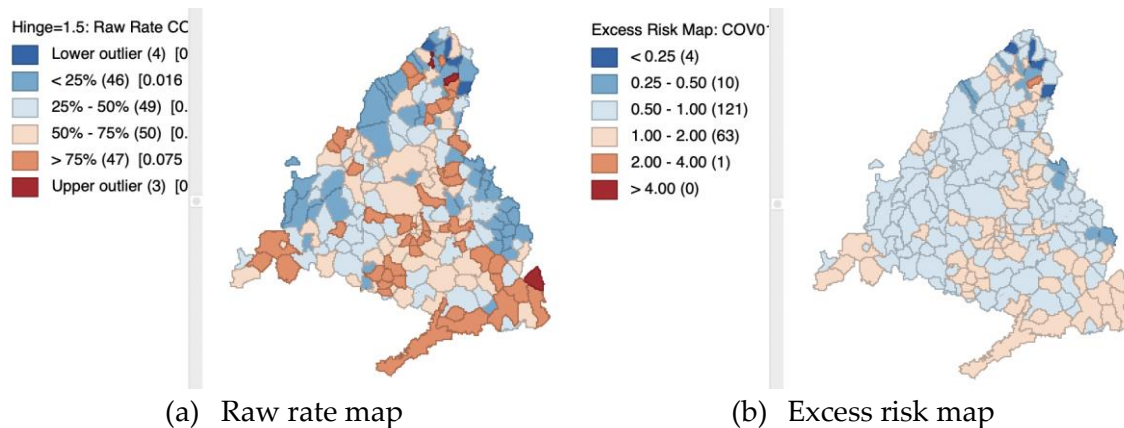 Hinge=1.5: Raw Rate CO
Lower outlier (4) [0
< 25% (46) [0.016
25% - 50% (49) [0.
50% - 75% (50) [0.
> 75% (47) [0.075
Upper outlier (3) [0
Excess Risk Map: COV01
< 0.25 (4)
0.25 - 0.50 (10)
0.50 - 1.00 (121)
1.00 - 2.00 (63)
2.00 - 4.00 (1)
> 4.00 (0)
(a) Raw rate map
(b) Excess risk map